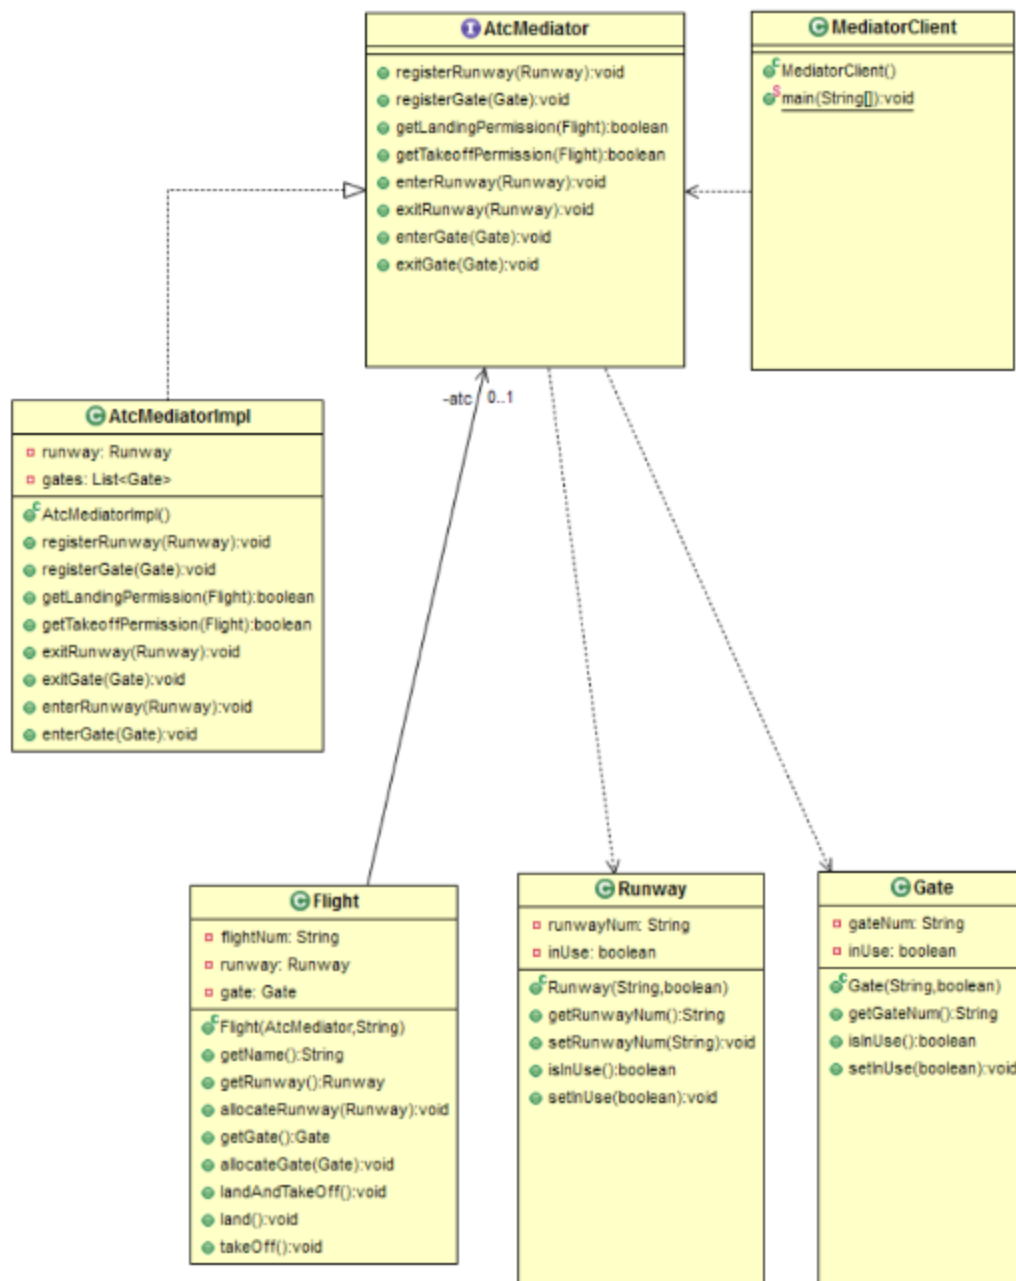 AtcMediator
registerRunway(Runway):void
registerGate(Gate):void
getLandingPermission(Flight):boolean
getTakeoffPermission(Flight):boolean
enterRunway(Runway):void
exitRunway(Runway):void
enterGate(Gate):void
exitGate(Gate):void
MediatorClient
MediatorClient()
main(String[]):void
-atc 0..1
AtcMediatorImpl
runway: Runway
gates: List<Gate>
AtcMediatorImpl()
registerRunway(Runway):void
registerGate(Gate):void
getLandingPermission(Flight):boolean
getTakeoffPermission(Flight):boolean
exitRunway(Runway):void
exitGate(Gate):void
enterRunway(Runway):void
enterGate(Gate):void
Flight
flightNum: String
runway: Runway
gate: Gate
Flight(AtcMediator,String)
getName():String
getRunway():Runway
allocateRunway(Runway):void
getGate():Gate
allocateGate(Gate):void
landAndTakeOff():void
land():void
takeOff():void
Runway
runwayNum: String
inUse: boolean
Runway(String,boolean)
getRunwayNum():String
setRunwayNum(String):void
isInUse():boolean
setInUse(boolean):void
Gate
gateNum: String
inUse: boolean
Gate(String,boolean)
getGateNum():String
isInUse():boolean
setInUse(boolean):void